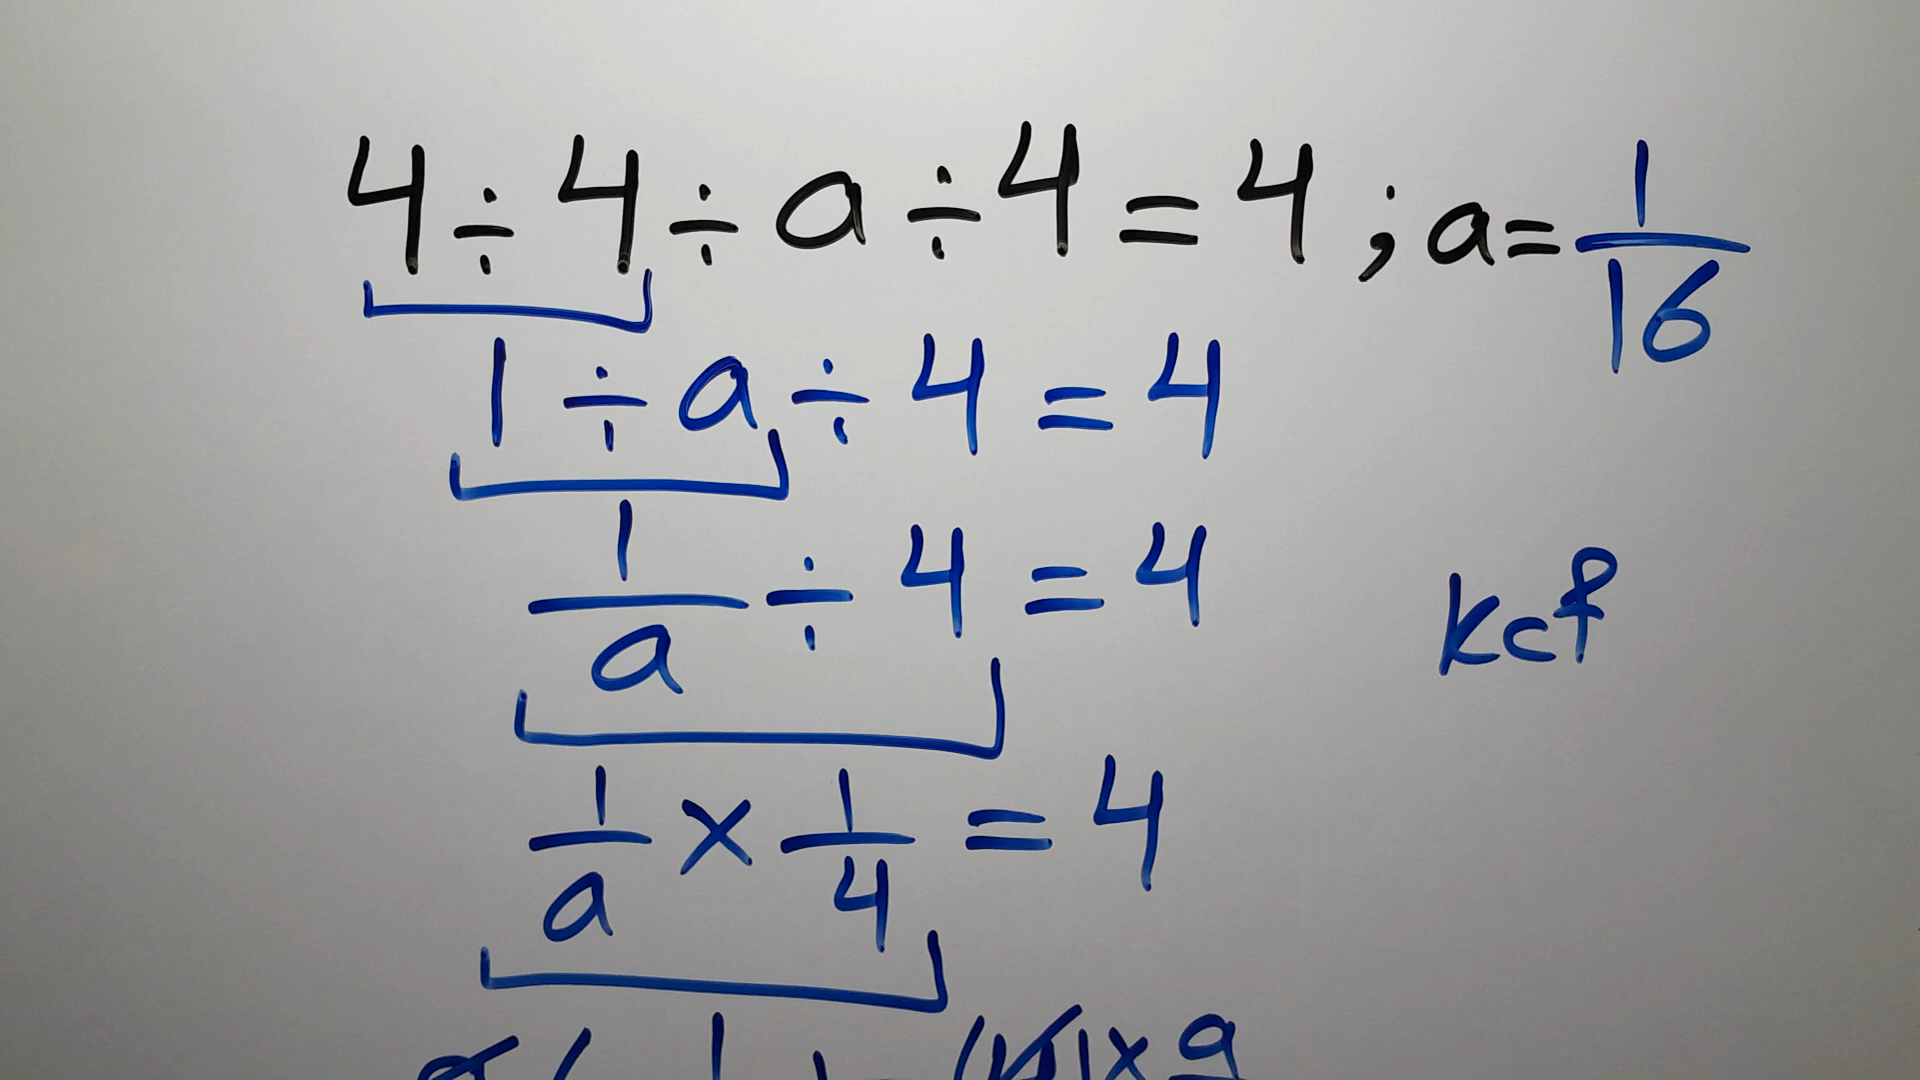 4 ÷ 4 ÷ a ÷ 4 = 4 ; a = 1/16
1 ÷ a ÷ 4 = 4
1/a ÷ 4 = 4
kcf
1/a × 1/4 = 4